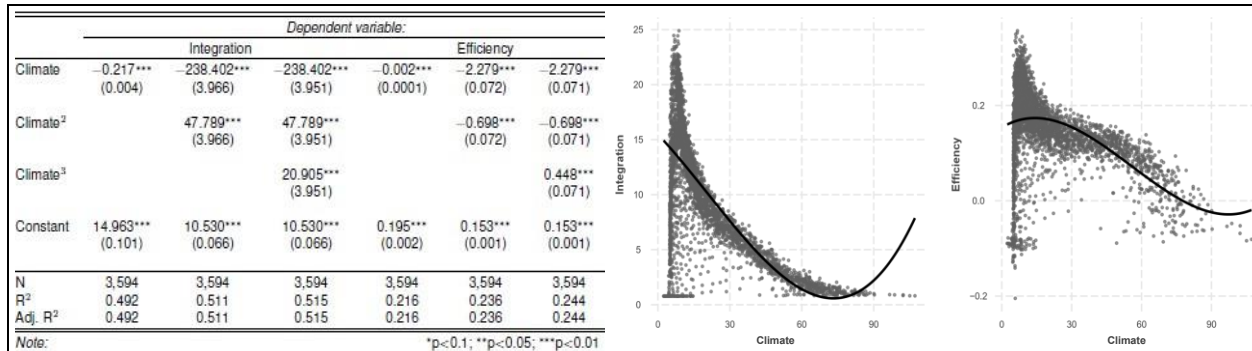 Dependent variable:
Integration Efficiency
Climate −0.217*** −238.402*** −238.402*** −0.002*** −2.279*** −2.279***
(0.004) (3.966) (3.951) (0.0001) (0.072) (0.071)
Climate² 47.789*** 47.789*** −0.698*** −0.698***
(3.966) (3.951) (0.072) (0.071)
Climate³ 20.905*** 0.448***
(3.951) (0.071)
Constant 14.963*** 10.530*** 10.530*** 0.195*** 0.153*** 0.153***
(0.101) (0.066) (0.066) (0.002) (0.001) (0.001)
N 3,594 3,594 3,594 3,594 3,594 3,594
R² 0.492 0.511 0.515 0.216 0.236 0.244
Adj. R² 0.492 0.511 0.515 0.216 0.236 0.244
Note: *p<0.1; **p<0.05; ***p<0.01
25
20
15
10
5
0
Integration
0 30 60 90
Climate
0.2
0.0
−0.2
Efficiency
0 30 60 90
Climate